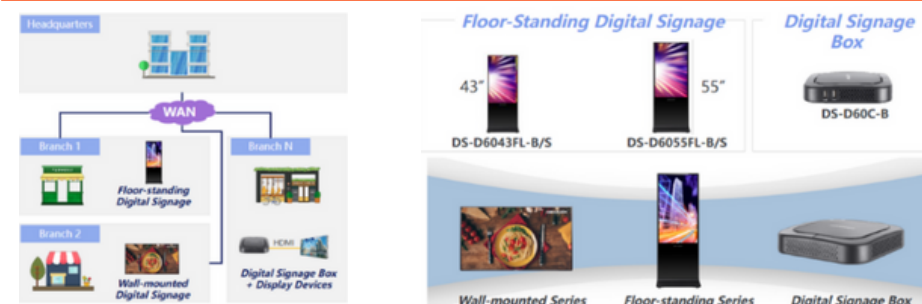 Headquarters
WAN
Branch 1
Floor-standing
Digital Signage
Branch 2
Wall-mounted
Digital Signage
Branch N
HDMI
Digital Signage Box
+ Display Devices
Floor-Standing Digital Signage
43"
DS-D6043FL-B/S
55"
DS-D6055FL-B/S
Digital Signage
Box
DS-D60C-B
Wall-mounted Series
Floor-standing Series
Digital Signage Box